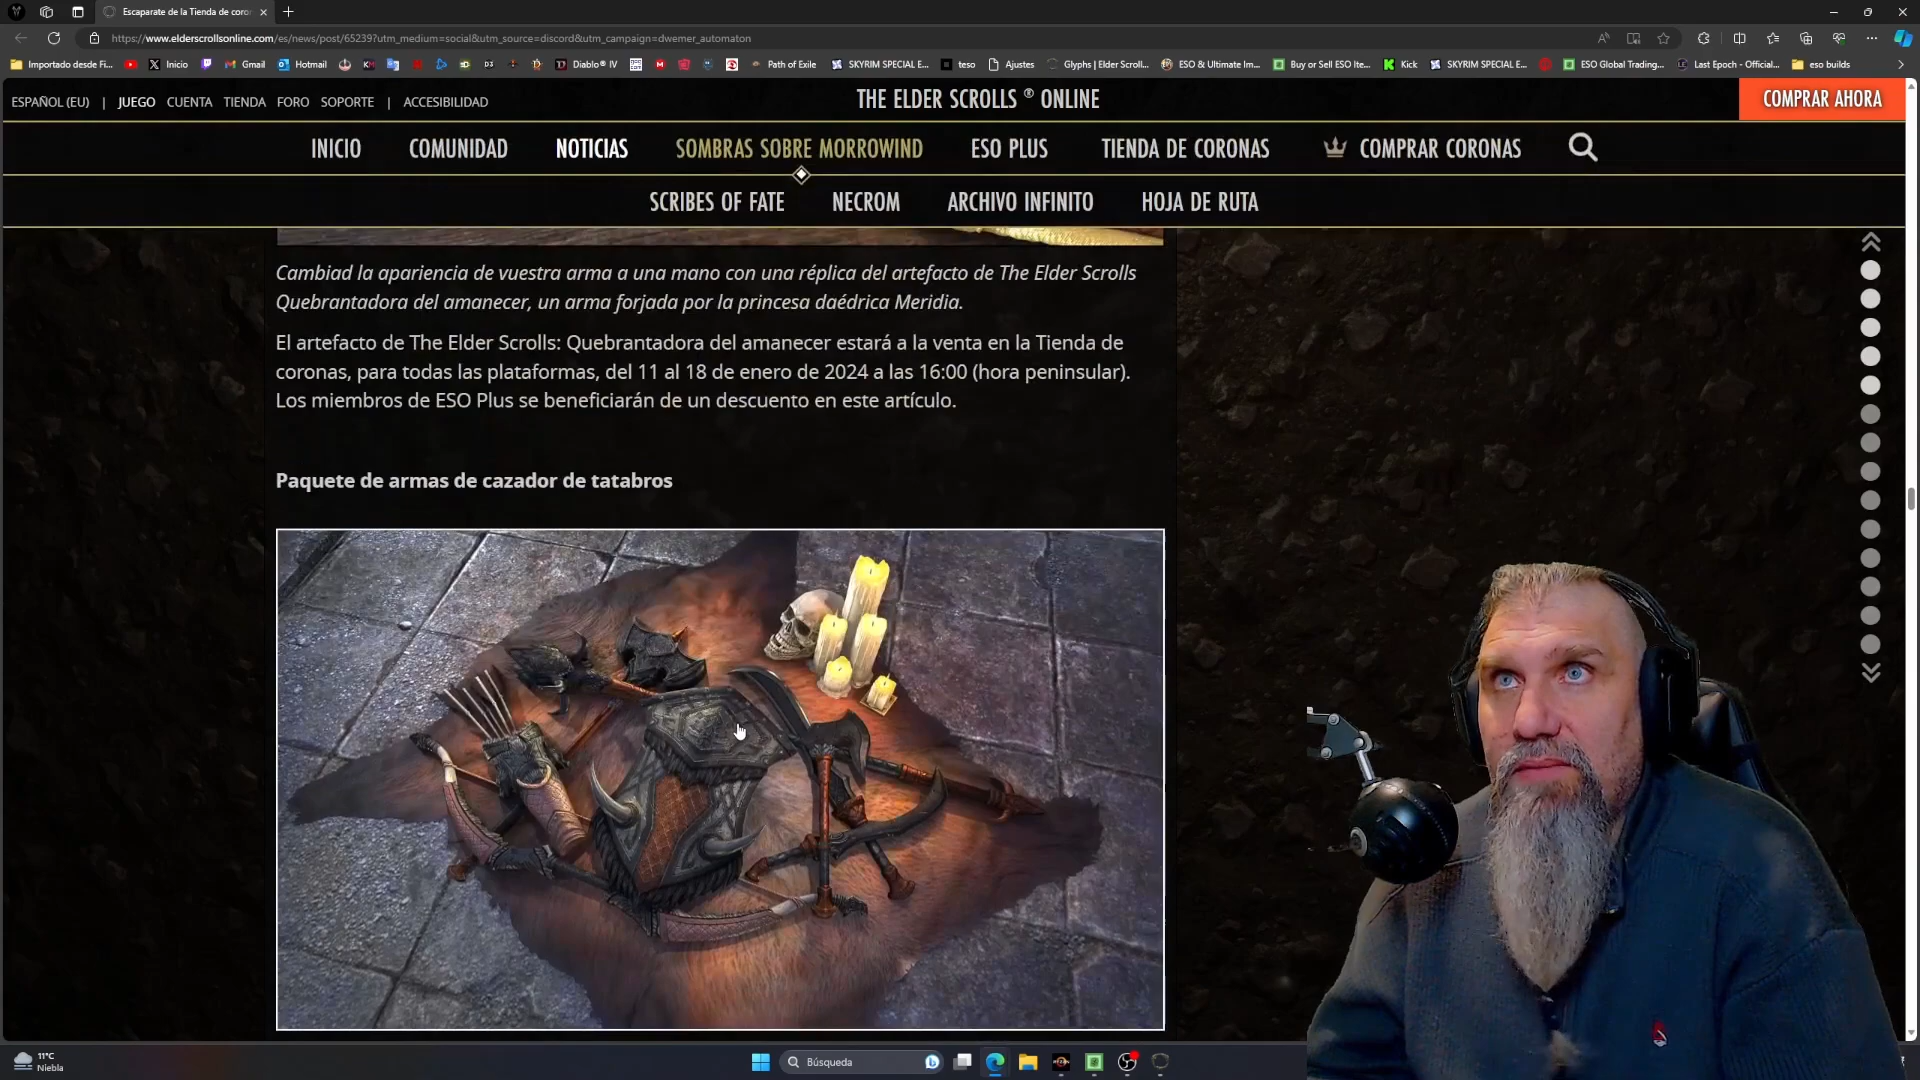 Escaparate de la Tienda de coron
https://www.elderscrollsonline.com/es/news/post/65239?utm_medium=social&utm_source=discord&utm_campaign=dwemer_automaton
Importado desde Fi... Inicio Gmail Hotmail Diablo® IV Path of Exile SKYRIM SPECIAL E... teso Ajustes Glyphs | Elder Scroll... ESO & Ultimate Im... Buy or Sell ESO Ite... Kick SKYRIM SPECIAL E... ESO Global Trading... Last Epoch - Official... eso builds
ESPAÑOL (EU) | JUEGO CUENTA TIENDA FORO SOPORTE | ACCESIBILIDAD
THE ELDER SCROLLS ® ONLINE
COMPRAR AHORA
INICIO COMUNIDAD NOTICIAS SOMBRAS SOBRE MORROWIND ESO PLUS TIENDA DE CORONAS COMPRAR CORONAS
SCRIBES OF FATE NECROM ARCHIVO INFINITO HOJA DE RUTA
Cambiad la apariencia de vuestra arma a una mano con una réplica del artefacto de The Elder Scrolls
Quebrantadora del amanecer, un arma forjada por la princesa daédrica Meridia.
El artefacto de The Elder Scrolls: Quebrantadora del amanecer estará a la venta en la Tienda de
coronas, para todas las plataformas, del 11 al 18 de enero de 2024 a las 16:00 (hora peninsular).
Los miembros de ESO Plus se beneficiarán de un descuento en este artículo.
Paquete de armas de cazador de tatabros
11°C
Niebla
Búsqueda